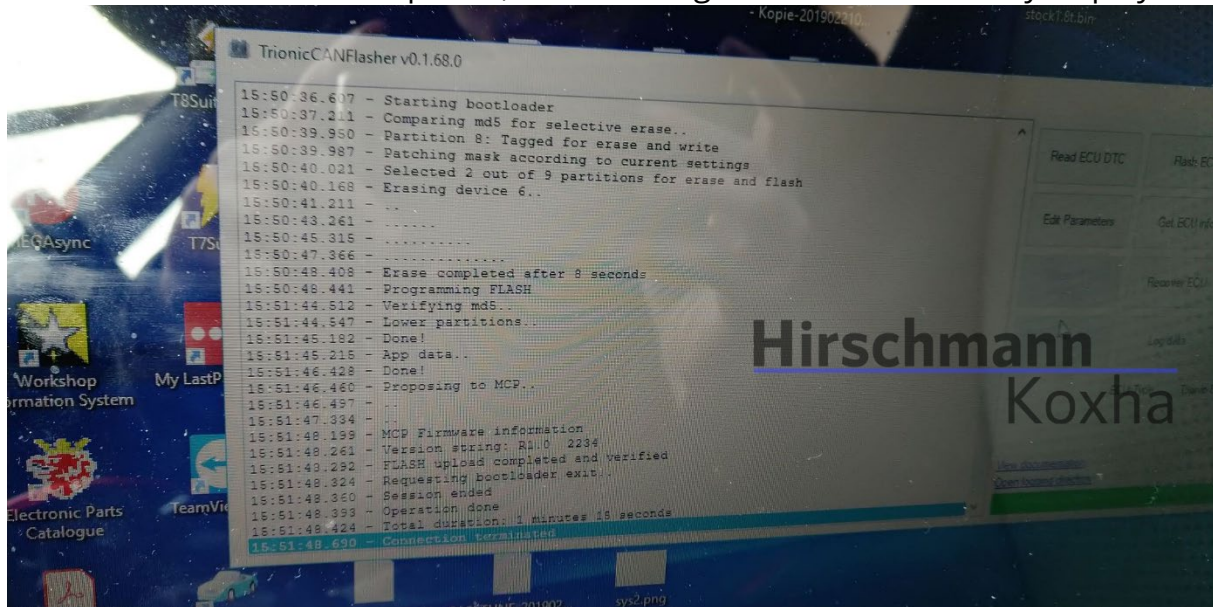 Kopie-201902210...
stock1.8t.bin
TrionicCANFlasher v0.1.68.0
15:50:36.607 - Starting bootloader
15:50:37.211 - Comparing md5 for selective erase..
15:50:39.950 - Partition 8: Tagged for erase and write
15:50:39.987 - Patching mask according to current settings
15:50:40.021 - Selected 2 out of 9 partitions for erase and flash
15:50:40.168 - Erasing device 6..
15:50:41.211 - ..
15:50:43.261 - ......
15:50:45.315 - ..........
15:50:47.366 - ..............
15:50:48.408 - Erase completed after 8 seconds
15:50:48.441 - Programming FLASH
15:51:44.512 - Verifying md5..
15:51:44.547 - Lower partitions..
15:51:45.182 - Done!
15:51:45.215 - App data..
15:51:46.428 - Done!
15:51:46.460 - Proposing to MCP..
15:51:46.497 - ..
15:51:47.334 - ..
15:51:48.199 - MCP Firmware information
15:51:48.261 - Version string: R1.0 2234
15:51:48.292 - FLASH upload completed and verified
15:51:48.324 - Requesting bootloader exit..
15:51:48.360 - Session ended
15:51:48.393 - Operation done
15:51:48.424 - Total duration: 1 minutes 18 seconds
15:51:48.690 - Connection terminated
Read ECU DTC
Flash EC
Edit Parameters
Get ECU info
Recover ECU
Log data
View documentation
T8Suit
T7Su
Workshop
ormation System
My LastP
Electronic Parts
Catalogue
TeamVie
sys2.png
Hirschmann
Koxha